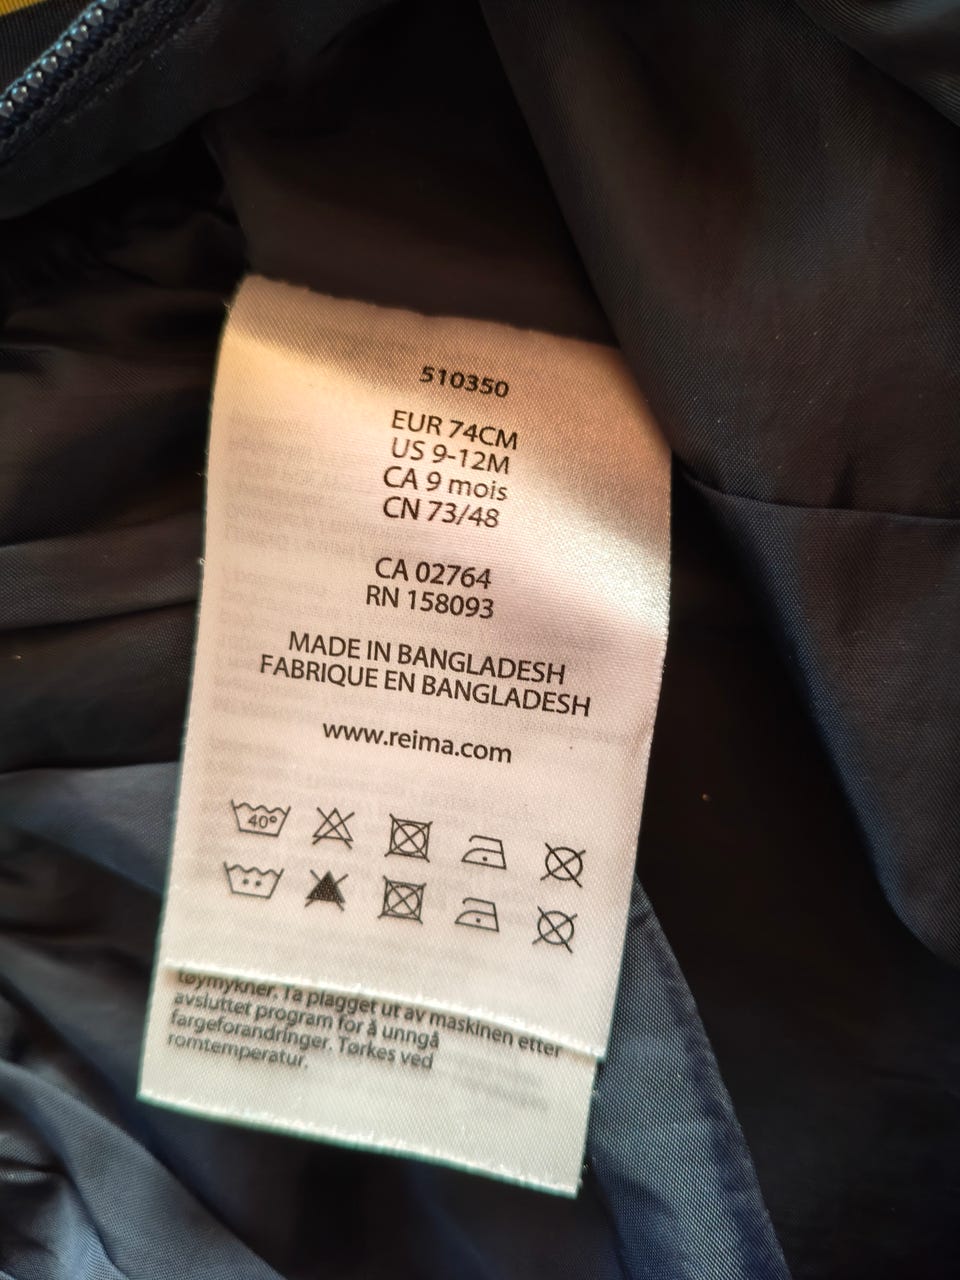 510350
EUR 74CM
US 9-12M
CA 9 mois
CN 73/48
CA 02764
RN 158093
MADE IN BANGLADESH
FABRIQUE EN BANGLADESH
www.reima.com
40°
tøymykner. Ta plagget ut av maskinen etter
avsluttet program for å unngå
fargeforandringer. Tørkes ved
romtemperatur.